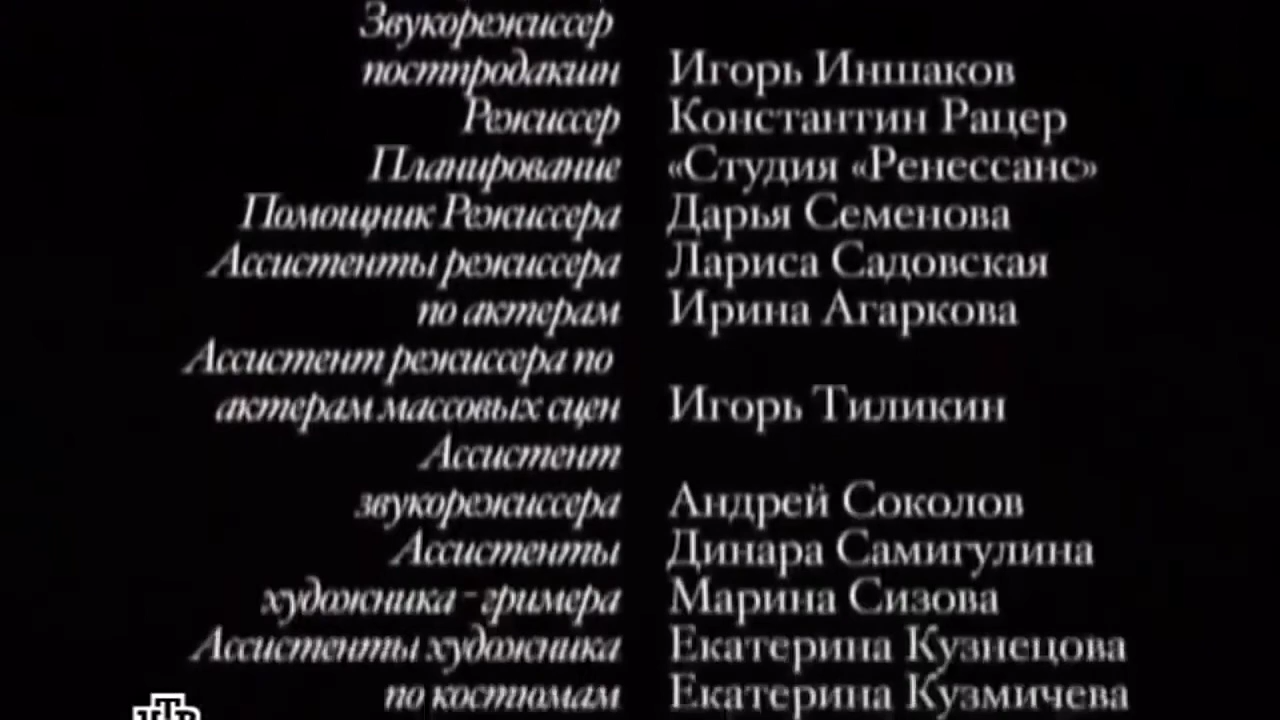 Звукорежиссер
постпродакшн Игорь Иншаков
Режиссер Константин Рацер
Планирование «Студия «Ренессанс»
Помощник Режиссера Дарья Семенова
Ассистенты режиссера Лариса Садовская
по актерам Ирина Агаркова
Ассистент режиссера по
актерам массовых сцен Игорь Тиликин
Ассистент
звукорежиссера Андрей Соколов
Ассистенты Динара Самигулина
художника-гримера Марина Сизова
Ассистенты художника Екатерина Кузнецова
по костюмам Екатерина Кузмичева
НТВ